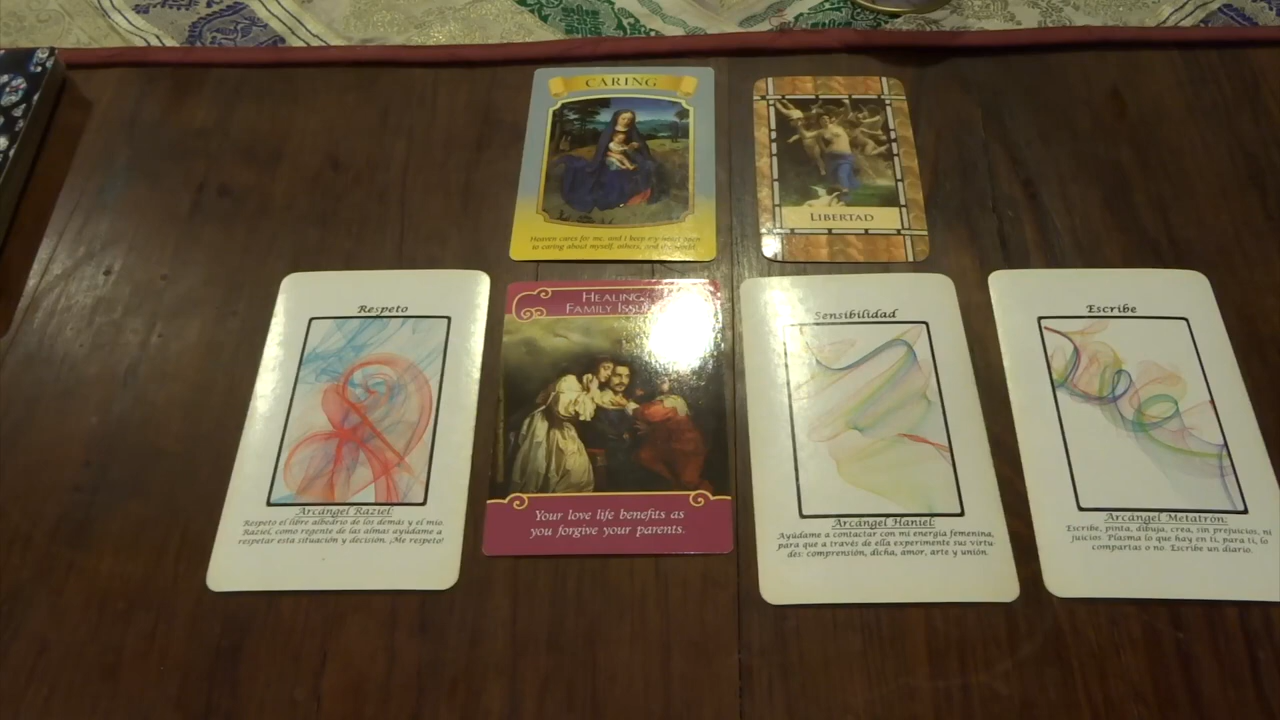 CARING
Heaven cares for me, and I keep my heart open
to caring about myself, others, and the world.
LIBERTAD
Respeto
Arcángel Raziel:
Respeto el libre albedrío de los demás y el mío.
Raziel, como regente de las almas ayúdame a
respetar esta situación y decisión. ¡Me respeto!
HEALING
FAMILY ISSU
Your love life benefits as
you forgive your parents.
Sensibilidad
Arcángel Haniel:
Ayúdame a contactar con mi energía femenina,
para que a través de ella experimente sus virtu-
des: comprensión, dicha, amor, arte y unión.
Escribe
Arcángel Metatrón:
Escribe, pinta, dibuja, crea, sin prejuicios, ni
juicios. Plasma lo que hay en ti, para ti, lo
compartas o no. Escribe un diario.